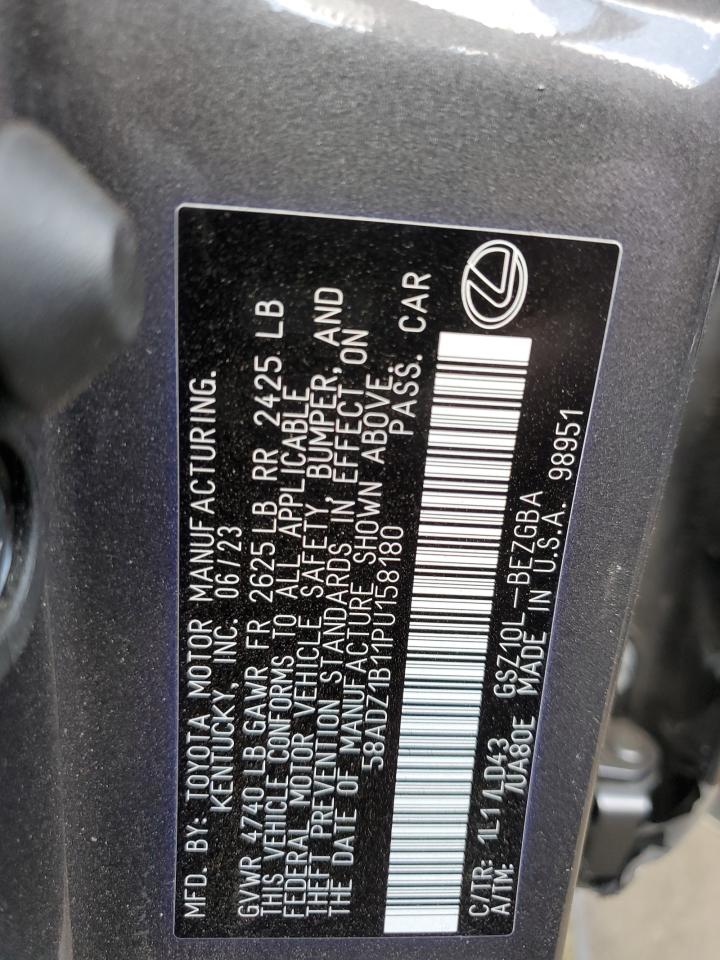 MFD. BY: TOYOTA MOTOR MANUFACTURING.
KENTUCKY, INC. 06/23
GVWR 4740 LB GAWR FR 2625 LB RR 2425 LB
THIS VEHICLE CONFORMS TO ALL APPLICABLE
FEDERAL MOTOR VEHICLE SAFETY, BUMPER, AND
THEFT PREVENTION STANDARDS IN EFFECT ON
THE DATE OF MANUFACTURE SHOWN ABOVE.
58ADZ1B11PU158180 PASS. CAR
C/TR: 1L1/LD43 GSZ10L-BEZGBA
A/TM: /UA80E MADE IN U.S.A. 98951